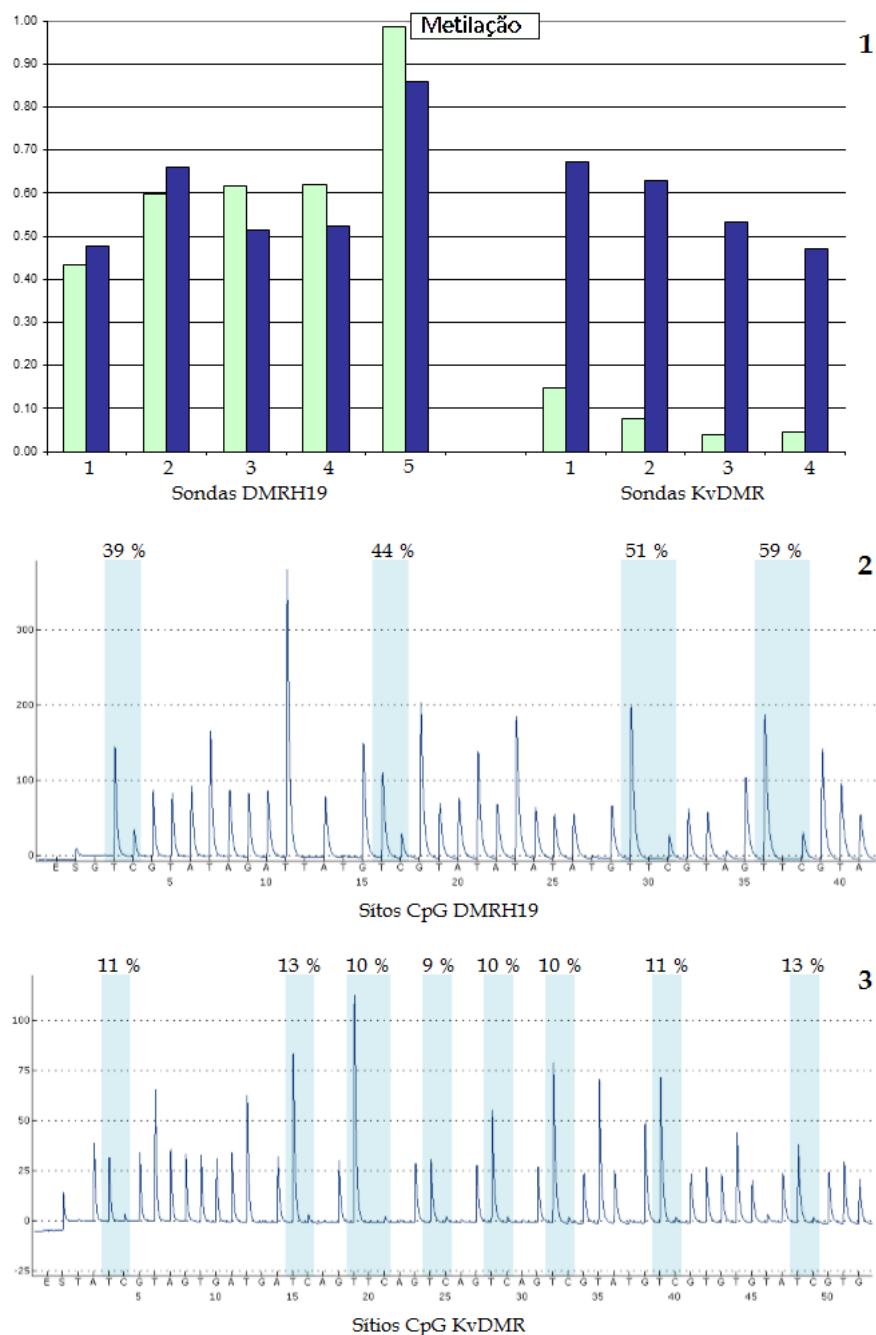 Metilação
1
1.00
0.90
0.80
0.70
0.60
0.50
0.40
0.30
0.20
0.10
0.00
1 2 3 4 5 1 2 3 4
Sondas DMRH19 Sondas KvDMR
39 % 44 % 51 % 59 %
2
300
200
100
0
E S G T C G T A T A G A T T A T G T C G T A T A T A T G T T C G T A G T T C G T A
5 10 15 20 25 30 35 40
Sítos CpG DMRH19
11 % 13 % 10 % 9 % 10 % 10 % 11 % 13 %
3
100
75
50
25
0
-25
E S T A T C G T A G T G A T G A T C A G T T C A G T C A G T C A G T C G T A T G T C G T G T G T A T C G T G
5 10 15 20 25 30 35 40 45 50
Sítios CpG KvDMR